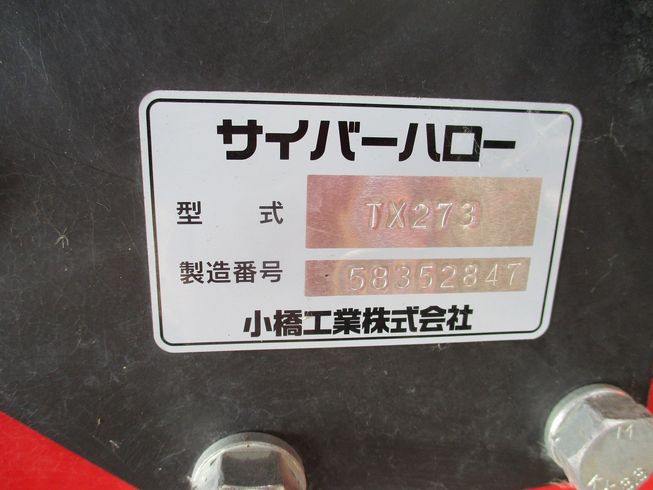 サイバーハロー
型 式 TX273
製造番号 58352847
小橋工業株式会社